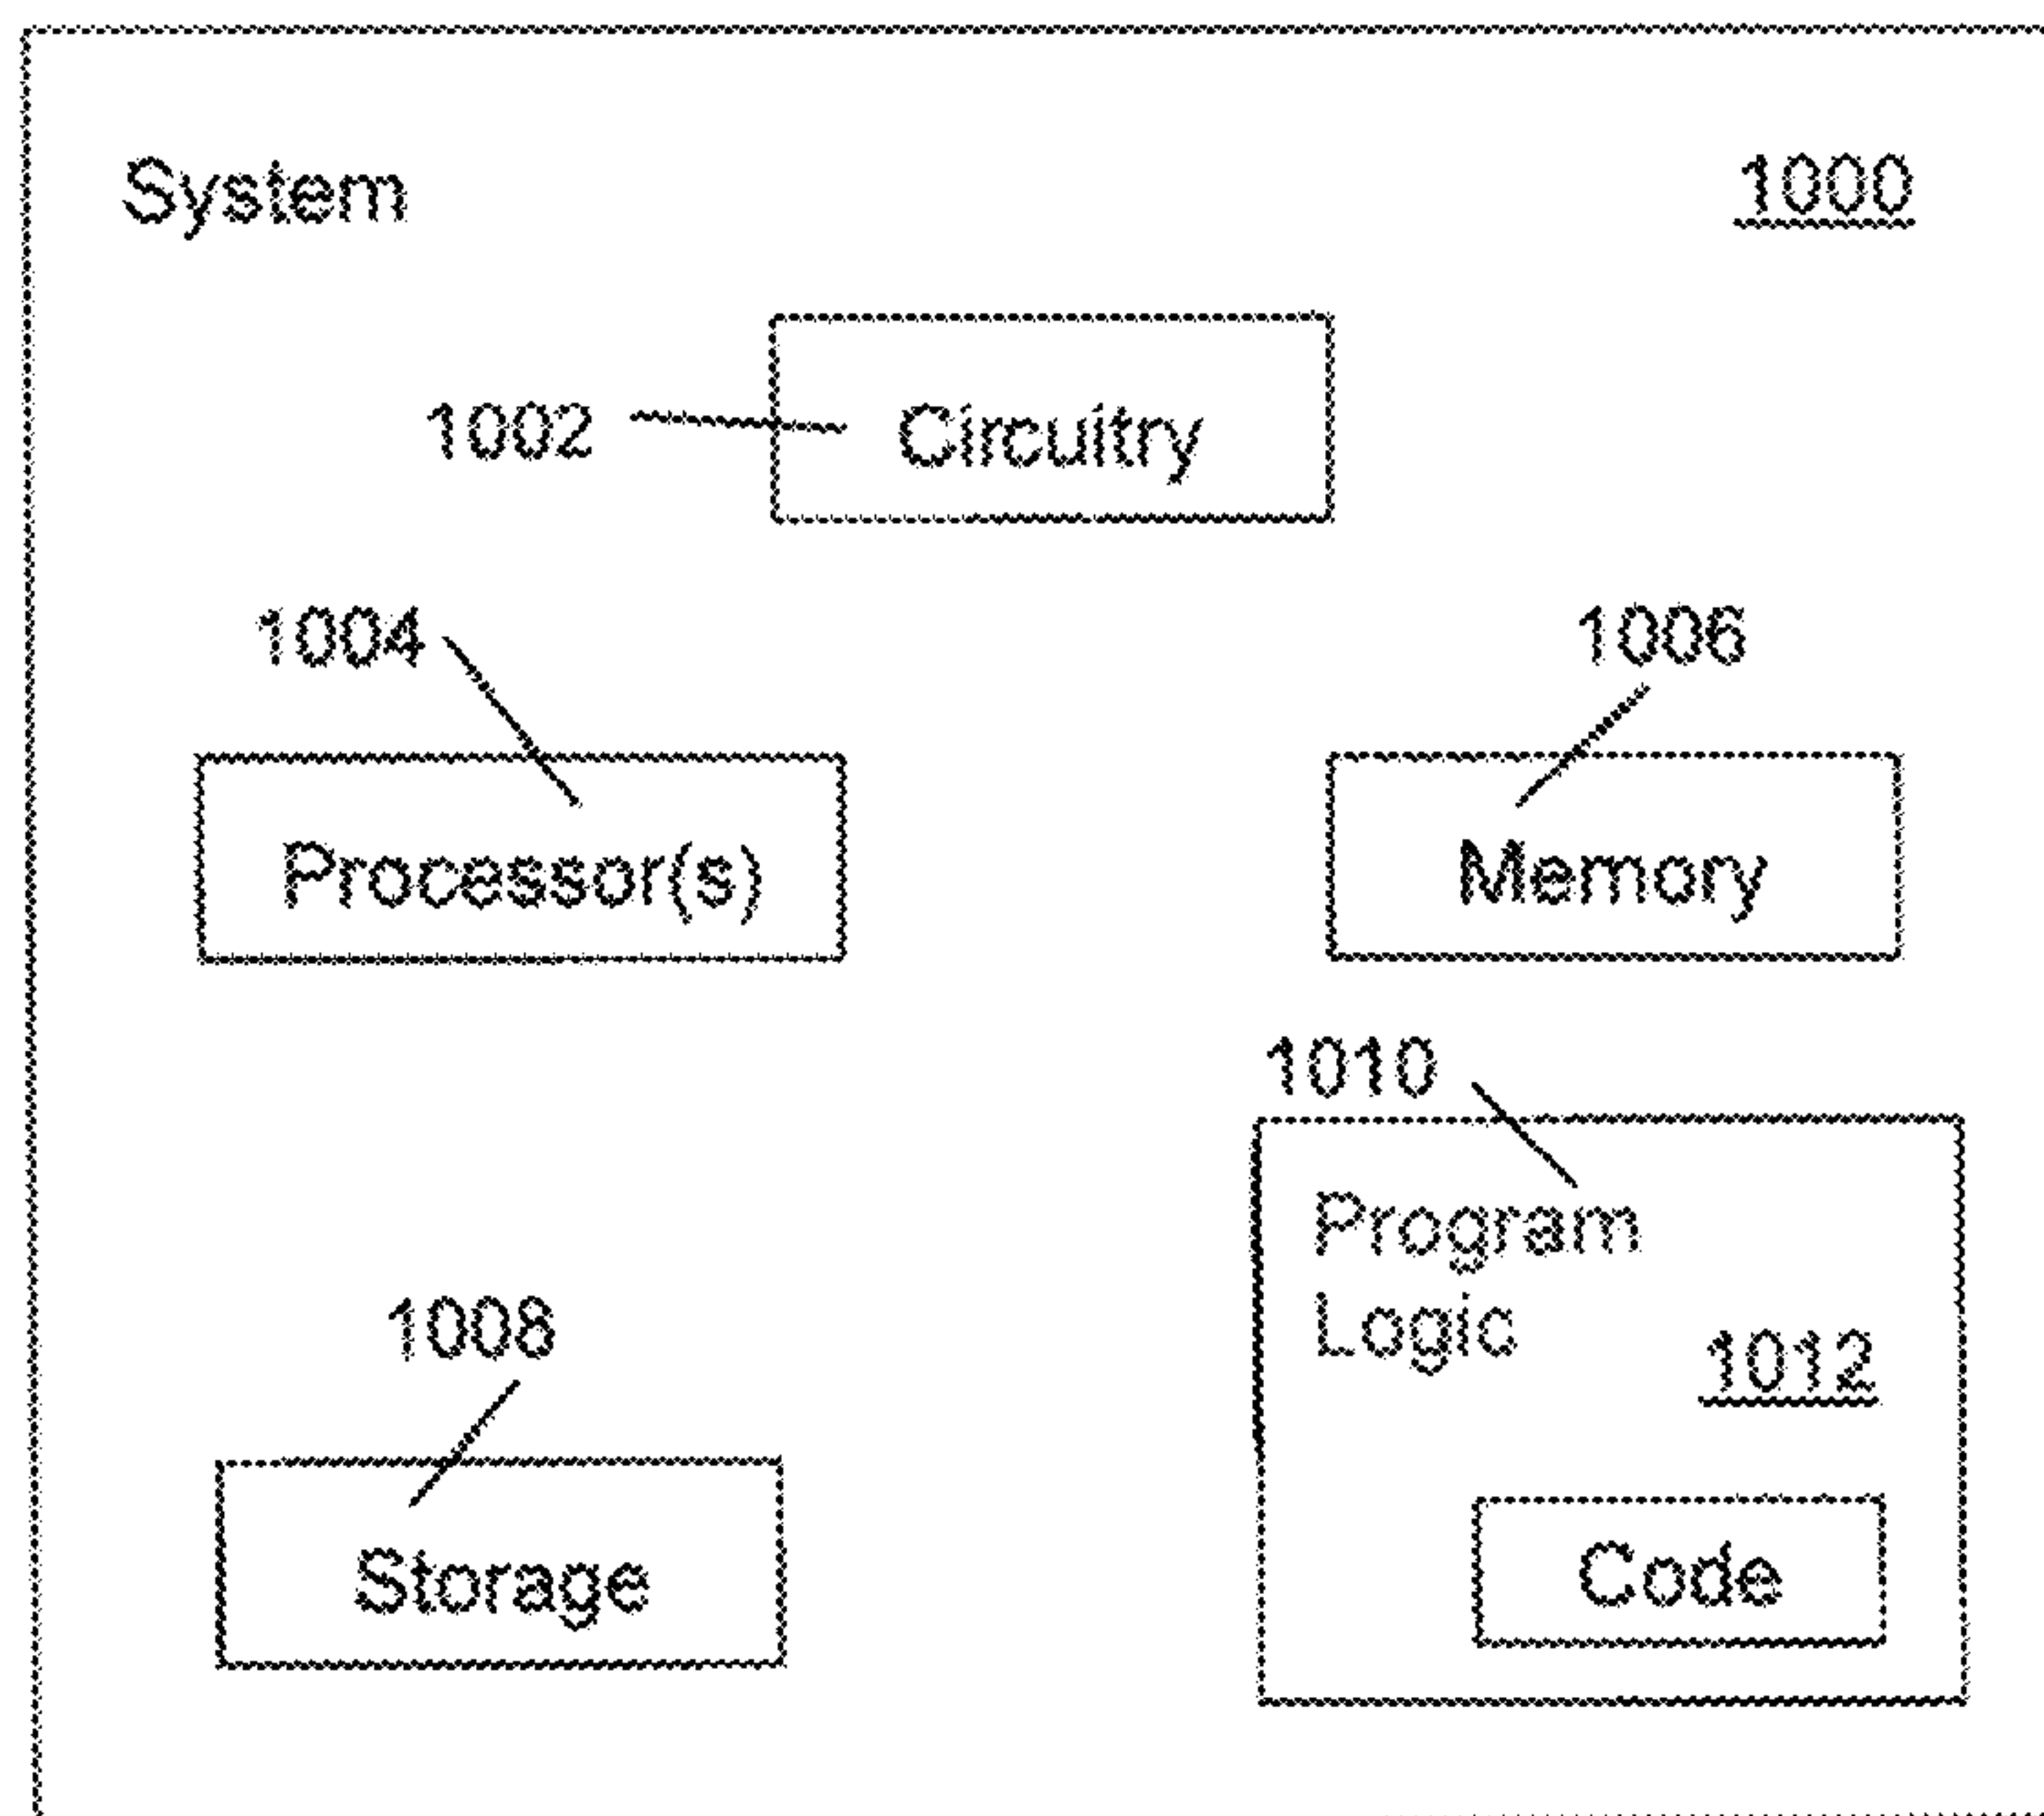 System
1000
1002
Circuitry
1004
1006
Processor(s)
Memory
1010
Program
Logic
1012
1008
Storage
Code